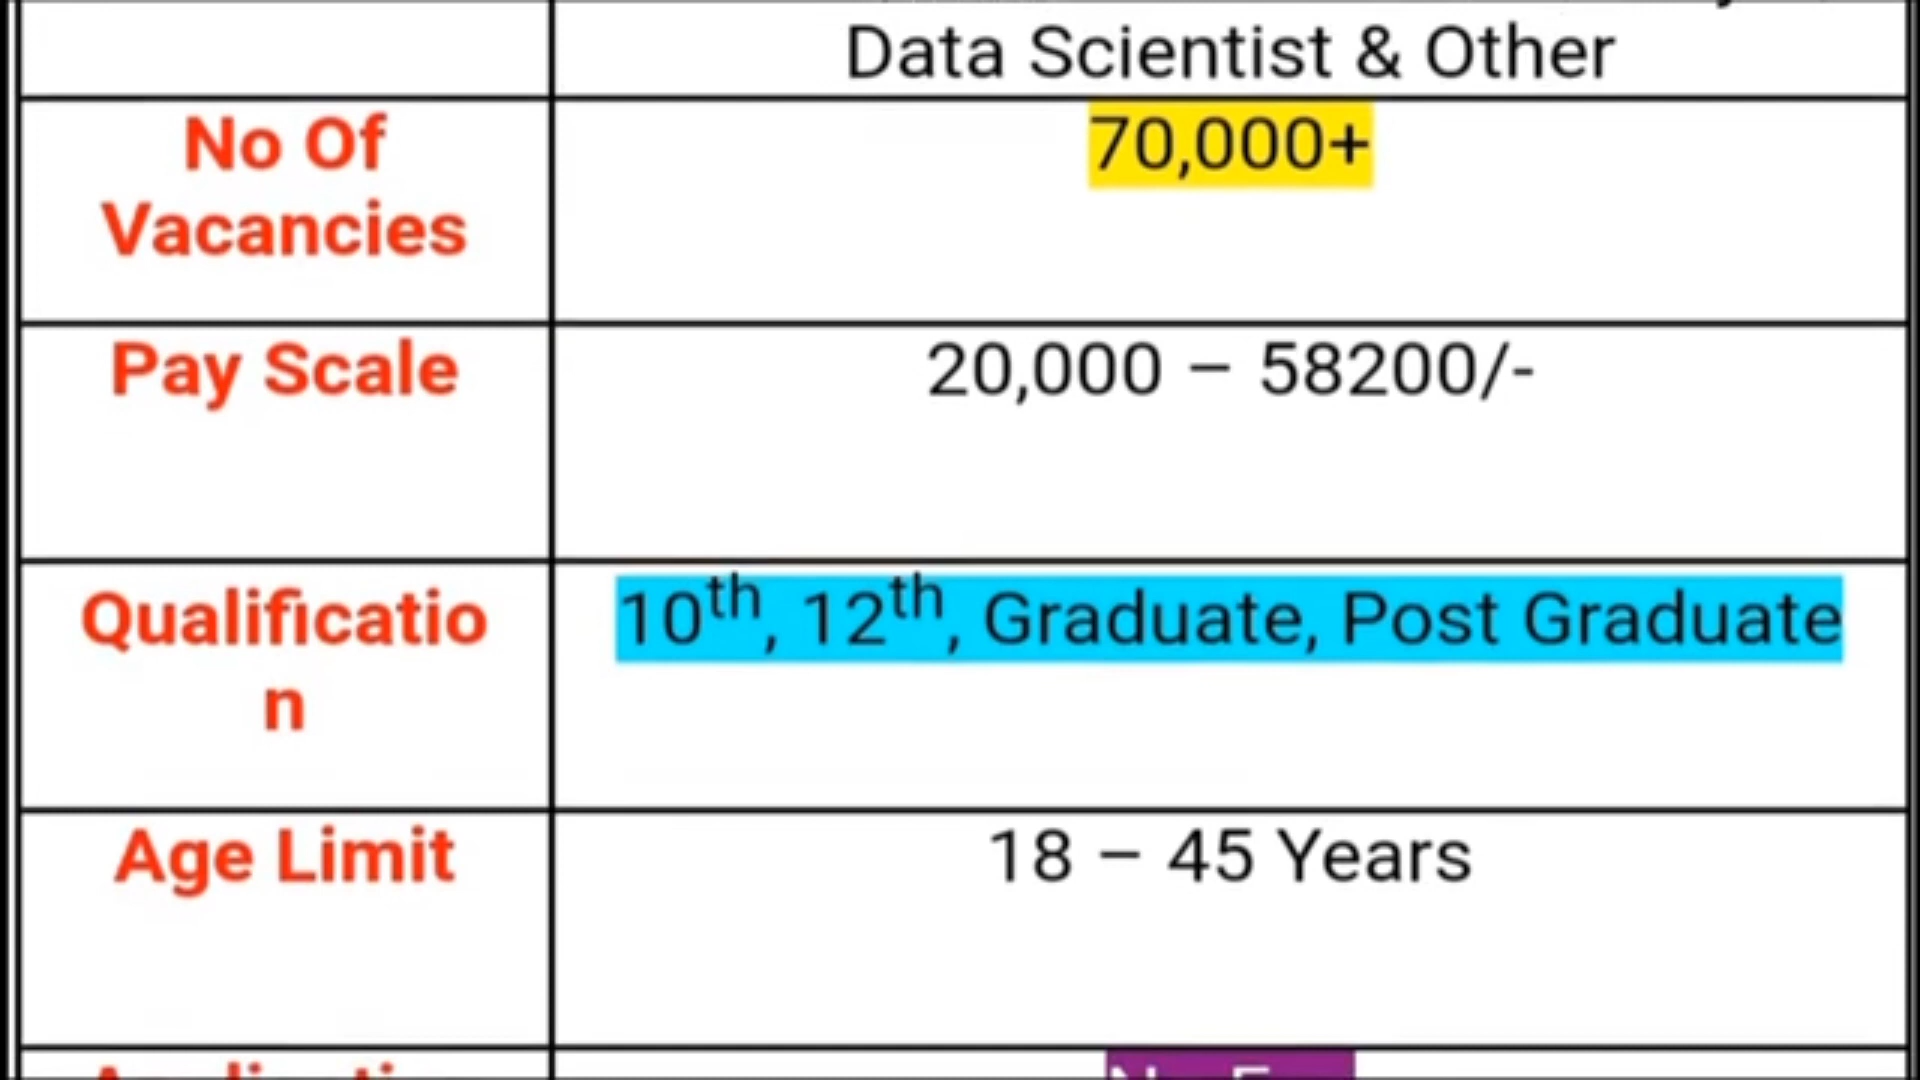 Data Scientist & Other
No Of
Vacancies
70,000+
Pay Scale
20,000 – 58200/-
Qualificatio
n
10th, 12th, Graduate, Post Graduate
Age Limit
18 – 45 Years